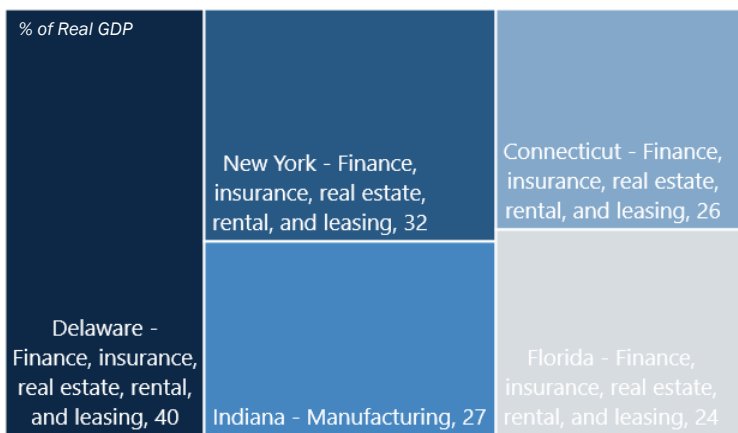 % of Real GDP
Delaware -
Finance, insurance,
real estate, rental,
and leasing, 40
New York - Finance,
insurance, real estate,
rental, and leasing, 32
Indiana - Manufacturing, 27
Connecticut - Finance,
insurance, real estate,
rental, and leasing, 26
Florida - Finance,
insurance, real estate,
rental, and leasing, 24